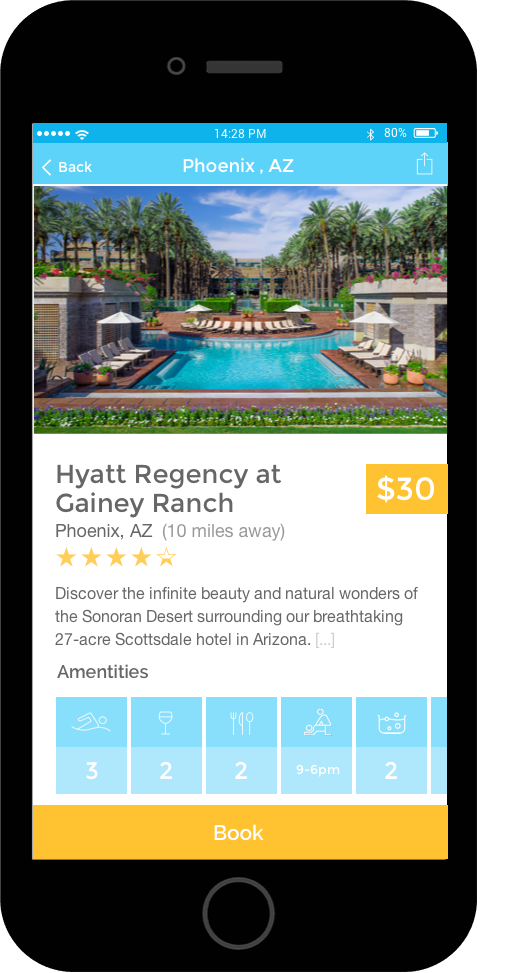 14:28 PM
80%
Back
Phoenix , AZ
Hyatt Regency at
Gainey Ranch
$30
Phoenix, AZ (10 miles away)
Discover the infinite beauty and natural wonders of
the Sonoran Desert surrounding our breathtaking
27-acre Scottsdale hotel in Arizona. [...]
Amentities
3
2
2
9-6pm
2
Book